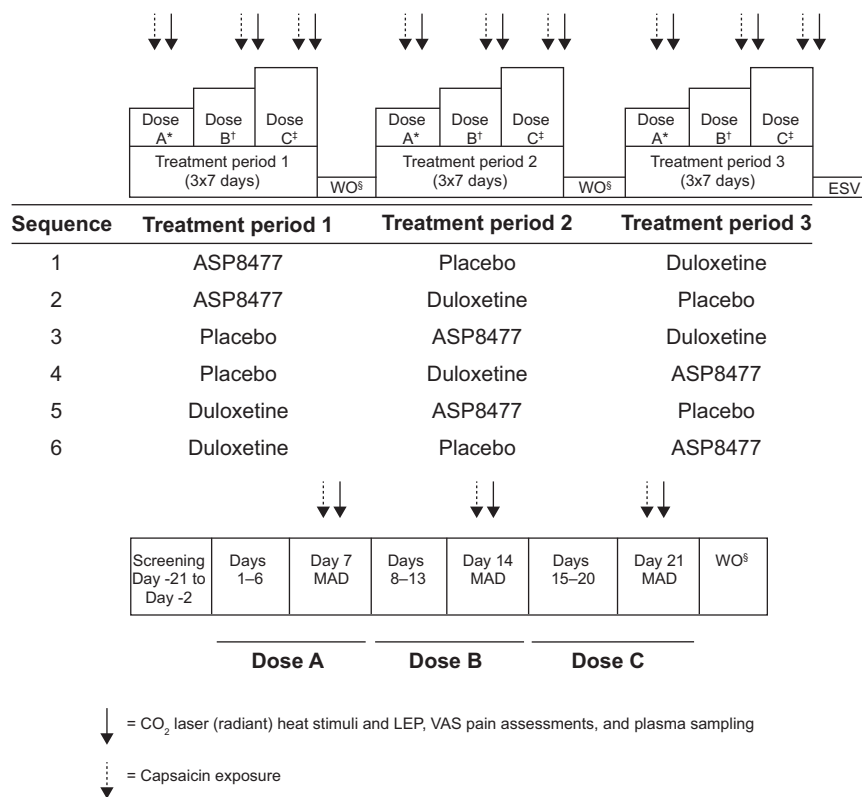 Dose A* Dose B† Dose C‡ Dose A* Dose B† Dose C‡ Dose A* Dose B† Dose C‡
Treatment period 1 (3x7 days) WO§ Treatment period 2 (3x7 days) WO§ Treatment period 3 (3x7 days) ESV
Sequence Treatment period 1 Treatment period 2 Treatment period 3
1 ASP8477 Placebo Duloxetine
2 ASP8477 Duloxetine Placebo
3 Placebo ASP8477 Duloxetine
4 Placebo Duloxetine ASP8477
5 Duloxetine ASP8477 Placebo
6 Duloxetine Placebo ASP8477
Screening Day -21 to Day -2 Days 1–6 Day 7 MAD Days 8–13 Day 14 MAD Days 15–20 Day 21 MAD WO§
Dose A Dose B Dose C
= CO2 laser (radiant) heat stimuli and LEP, VAS pain assessments, and plasma sampling
= Capsaicin exposure